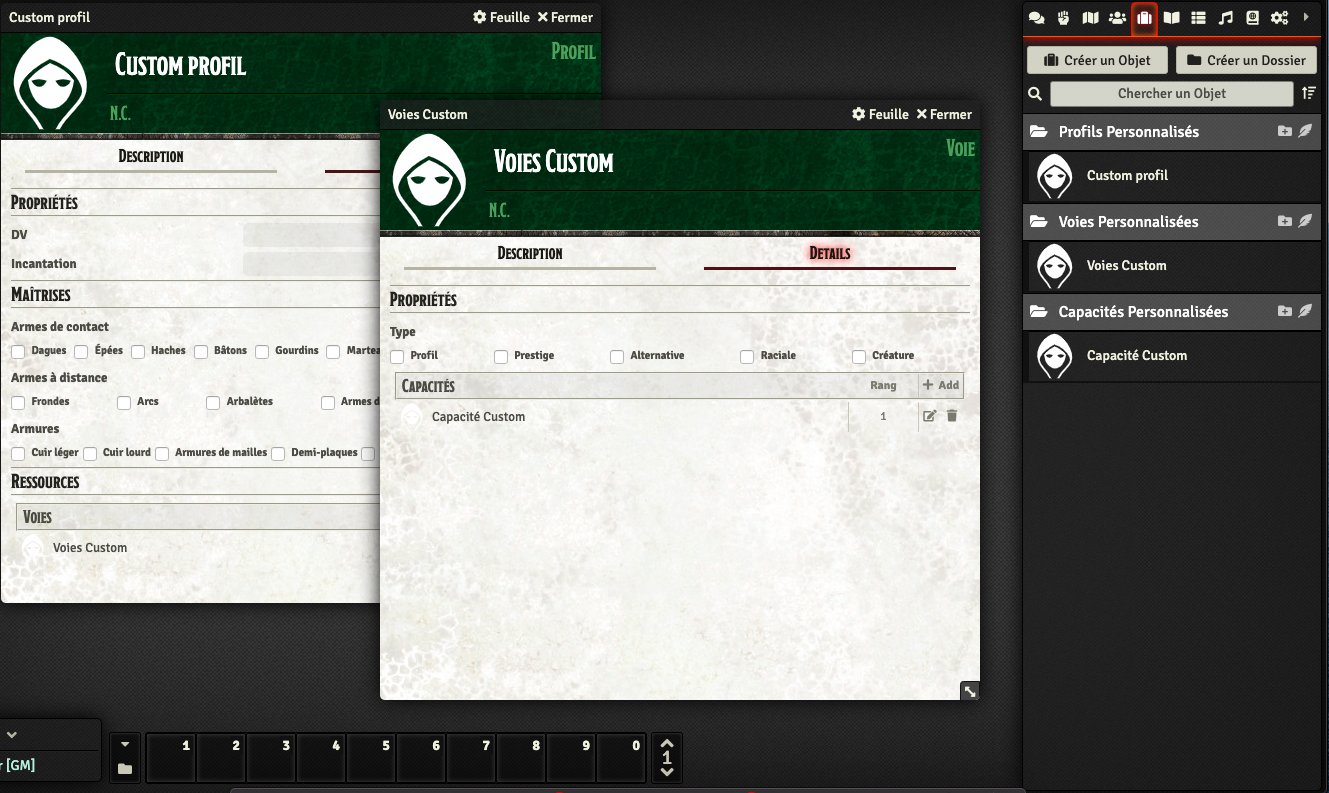 Custom profil
Feuille Fermer
CUSTOM PROFIL
PROFIL
N.C.
DESCRIPTION
PROPRIÉTÉS
DV
Incantation
MAÎTRISES
Armes de contact
Dagues Épées Haches Bâtons Gourdins Martea
Armes à distance
Frondes Arcs Arbalètes Armes d
Armures
Cuir léger Cuir lourd Armures de mailles Demi-plaques
RESSOURCES
VOIES
Voies Custom
Voies Custom
Feuille Fermer
VOIES CUSTOM
VOIE
N.C.
DESCRIPTION DETAILS
PROPRIÉTÉS
Type
Profil Prestige Alternative Raciale Créature
CAPACITÉS Rang + Add
Capacité Custom 1
Créer un Objet Créer un Dossier
Chercher un Objet
Profils Personnalisés
Custom profil
Voies Personnalisées
Voies Custom
Capacités Personnalisées
Capacité Custom
r [GM]
1 2 3 4 5 6 7 8 9 0
1